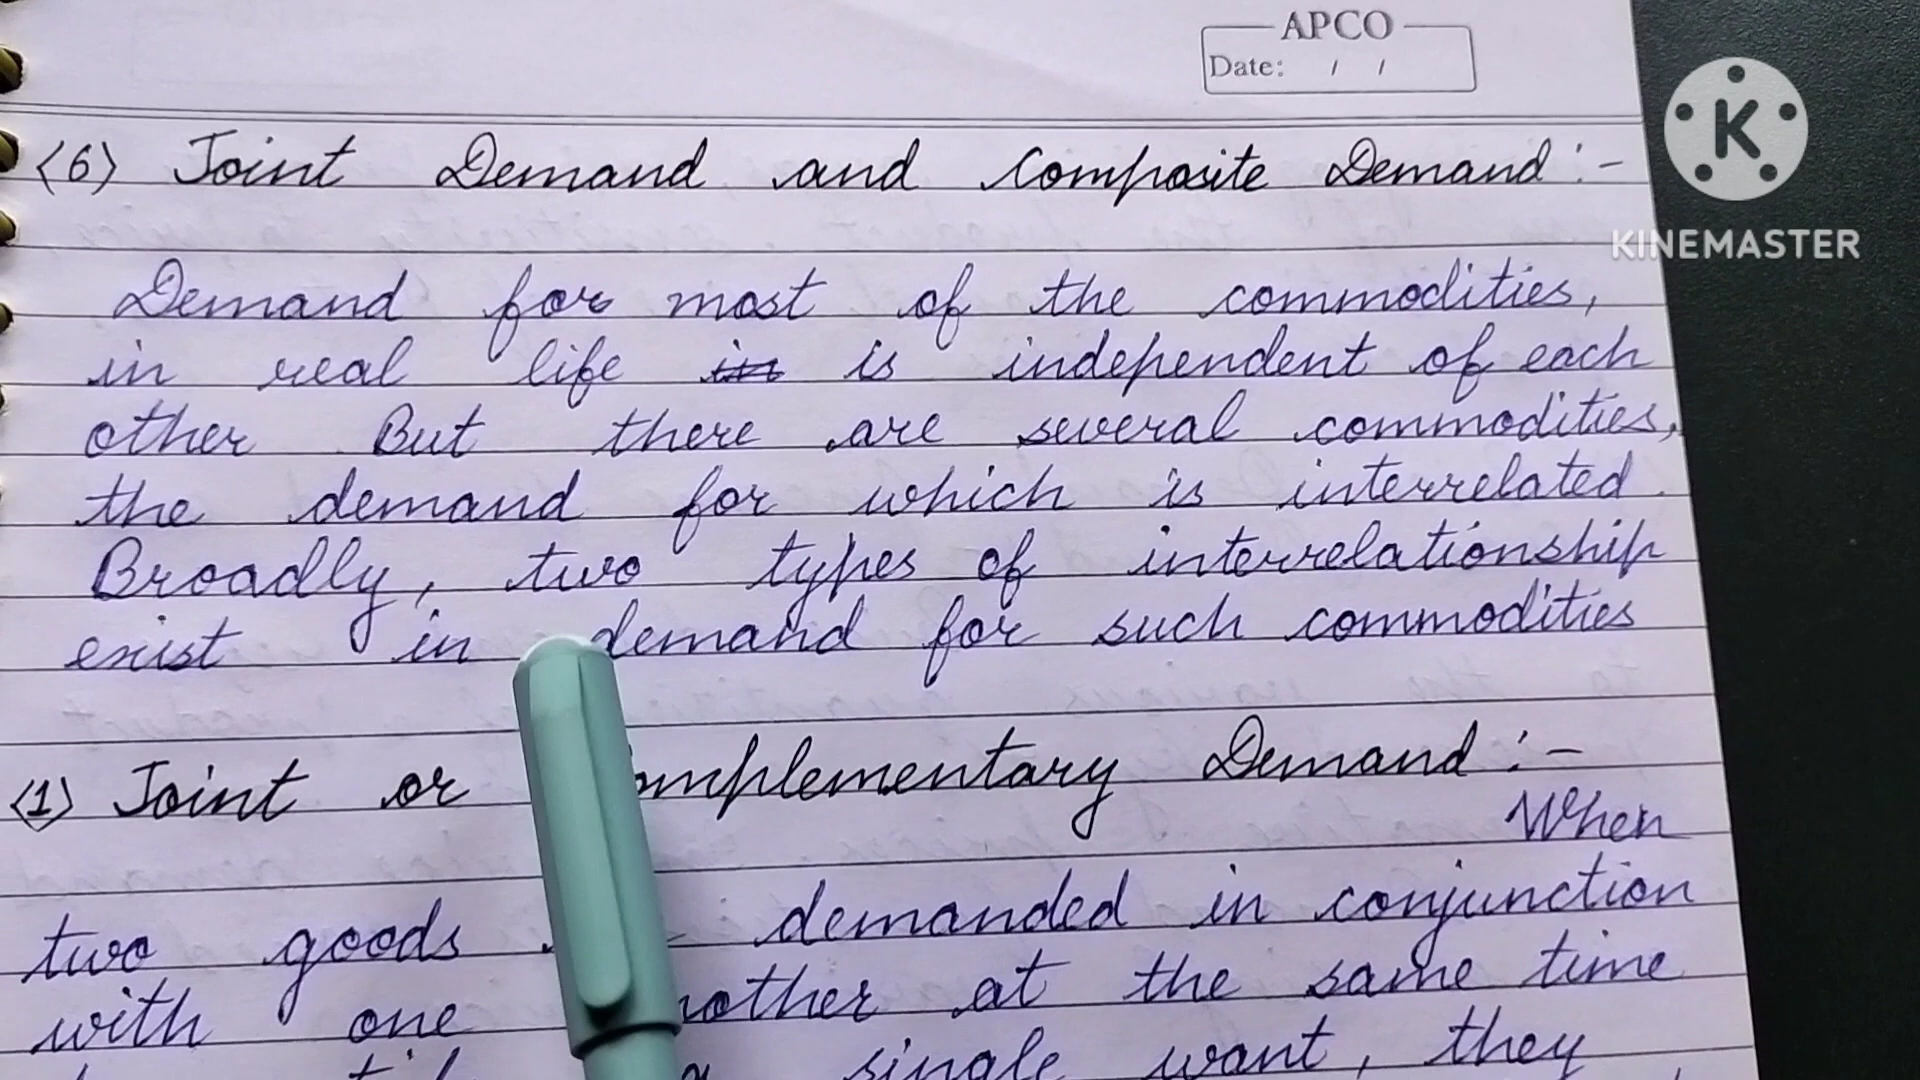 APCO
Date: / /
KINEMASTER
<6> Joint Demand and Composite Demand :-
Demand for most of the commodities,
in real life is independent of each
other But there are several commodities,
the demand for which is interrelated.
Broadly, two types of interrelationship
exist in demand for such commodities
<1> Joint or Demand :-
When
two goods demanded in conjunction
with one at the same time
single want, they